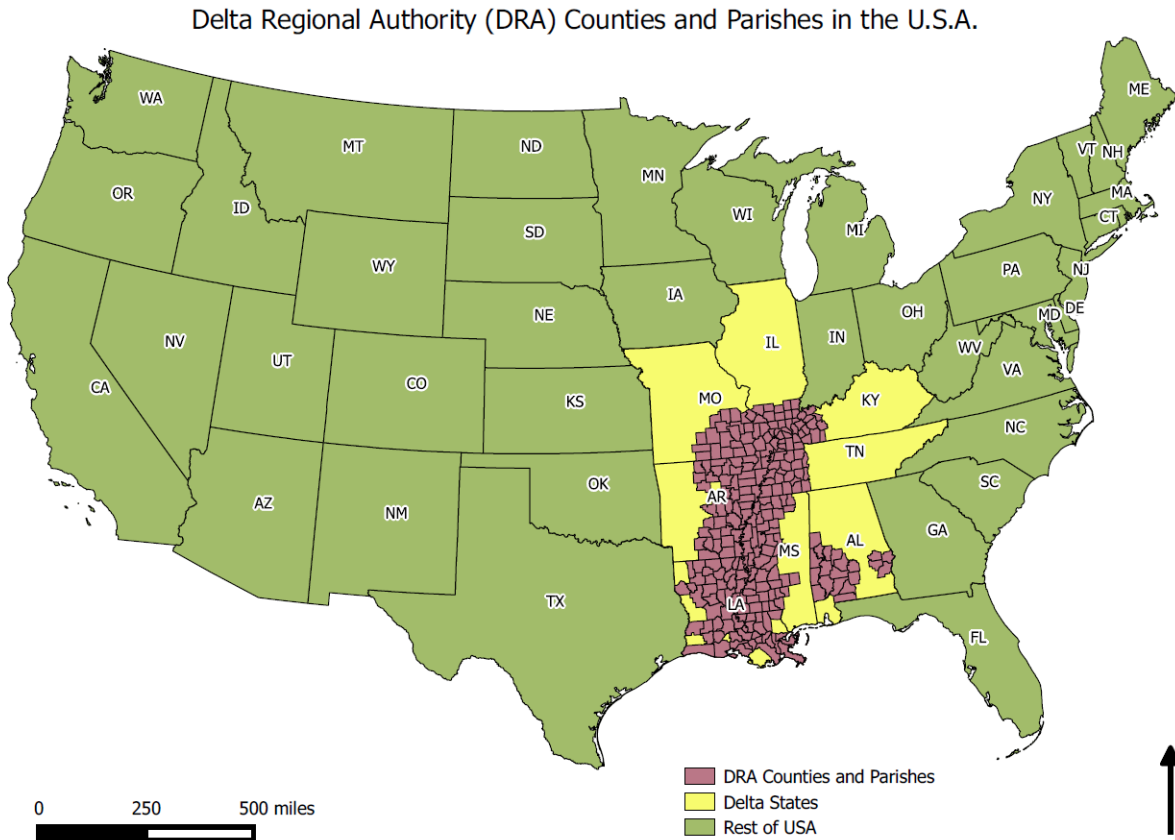 Delta Regional Authority (DRA) Counties and Parishes in the U.S.A.
WA
ME
MT
ND
VT
NH
MN
OR
ID
WI
NY
MA
CT
MI
SD
WY
PA
NJ
IA
NE
OH
DE
MD
NV
UT
IL
IN
WV
VA
CA
CO
KS
MO
KY
NC
TN
OK
AR
SC
AZ
NM
GA
MS
AL
TX
LA
FL
DRA Counties and Parishes
Delta States
Rest of USA
0 250 500 miles